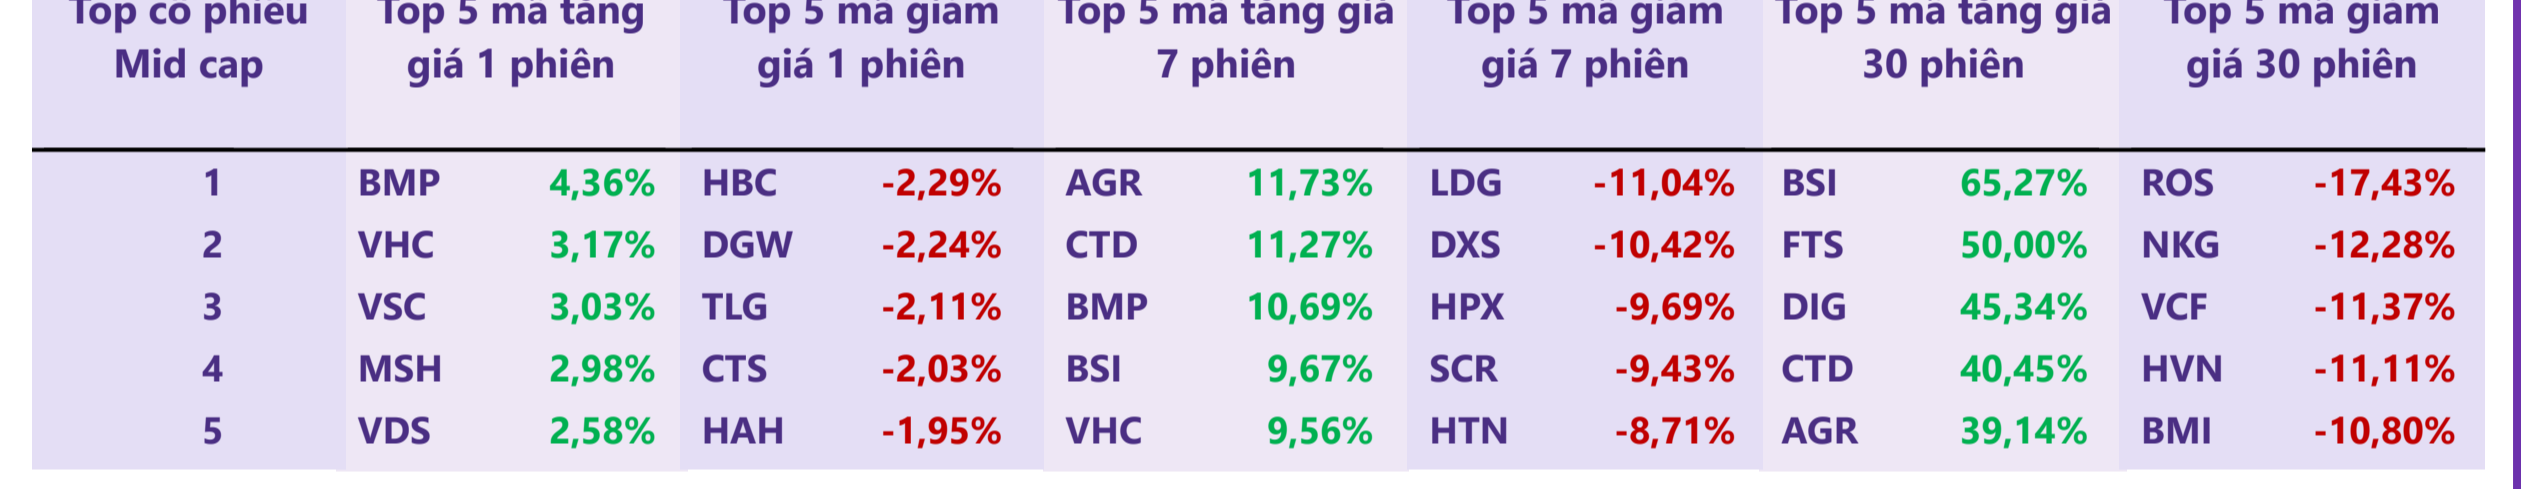 Top cổ phiếu Top 5 mã tăng Top 5 mã giảm Top 5 mã tăng giá Top 5 mã giảm Top 5 mã tăng giá Top 5 mã giảm
Mid cap giá 1 phiên giá 1 phiên 7 phiên giá 7 phiên 30 phiên giá 30 phiên
1 BMP 4,36% HBC -2,29% AGR 11,73% LDG -11,04% BSI 65,27% ROS -17,43%
2 VHC 3,17% DGW -2,24% CTD 11,27% DXS -10,42% FTS 50,00% NKG -12,28%
3 VSC 3,03% TLG -2,11% BMP 10,69% HPX -9,69% DIG 45,34% VCF -11,37%
4 MSH 2,98% CTS -2,03% BSI 9,67% SCR -9,43% CTD 40,45% HVN -11,11%
5 VDS 2,58% HAH -1,95% VHC 9,56% HTN -8,71% AGR 39,14% BMI -10,80%